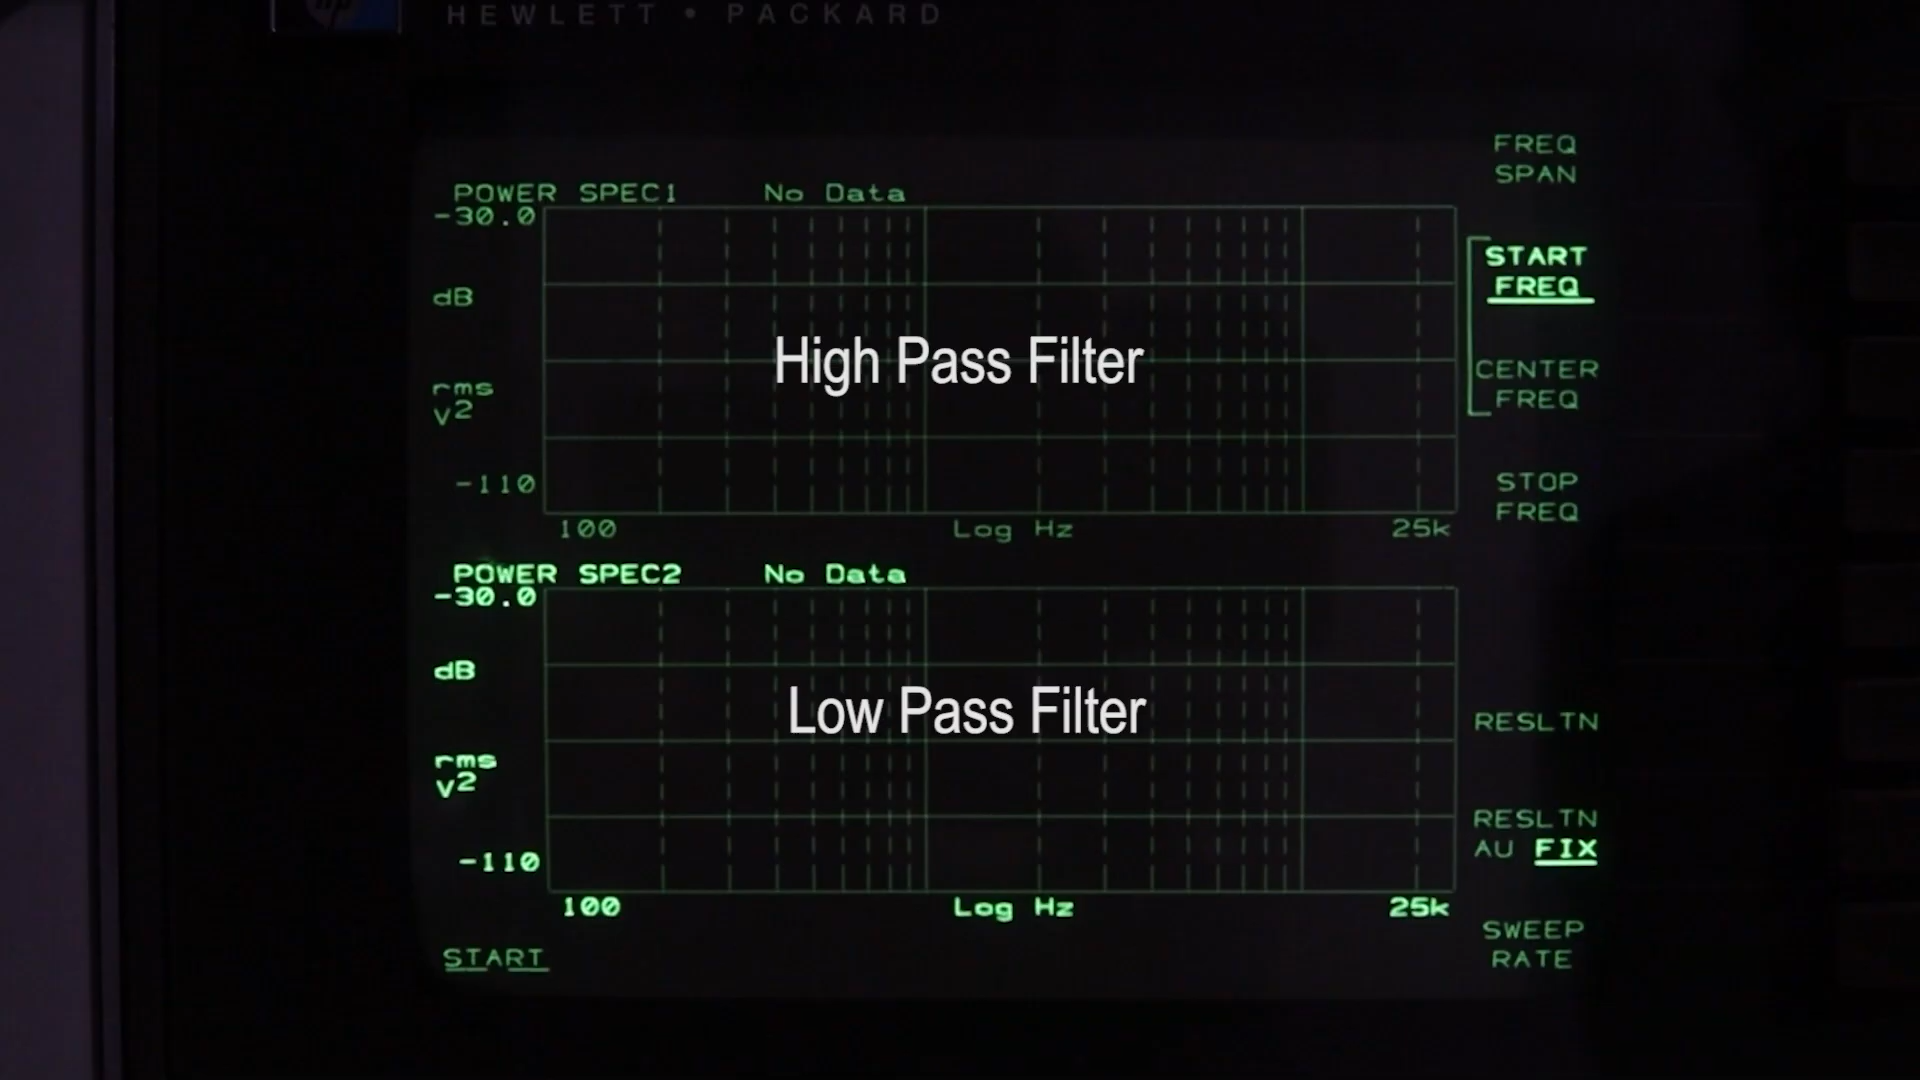 hp
HEWLETT • PACKARD
POWER SPEC1 No Data
-30.0
dB
rms
v2
-110
100 Log Hz 25k
High Pass Filter
POWER SPEC2 No Data
-30.0
dB
rms
v2
-110
100 Log Hz 25k
Low Pass Filter
START
FREQ
SPAN
START
FREQ
CENTER
FREQ
STOP
FREQ
RESLTN
RESLTN
AU FIX
SWEEP
RATE